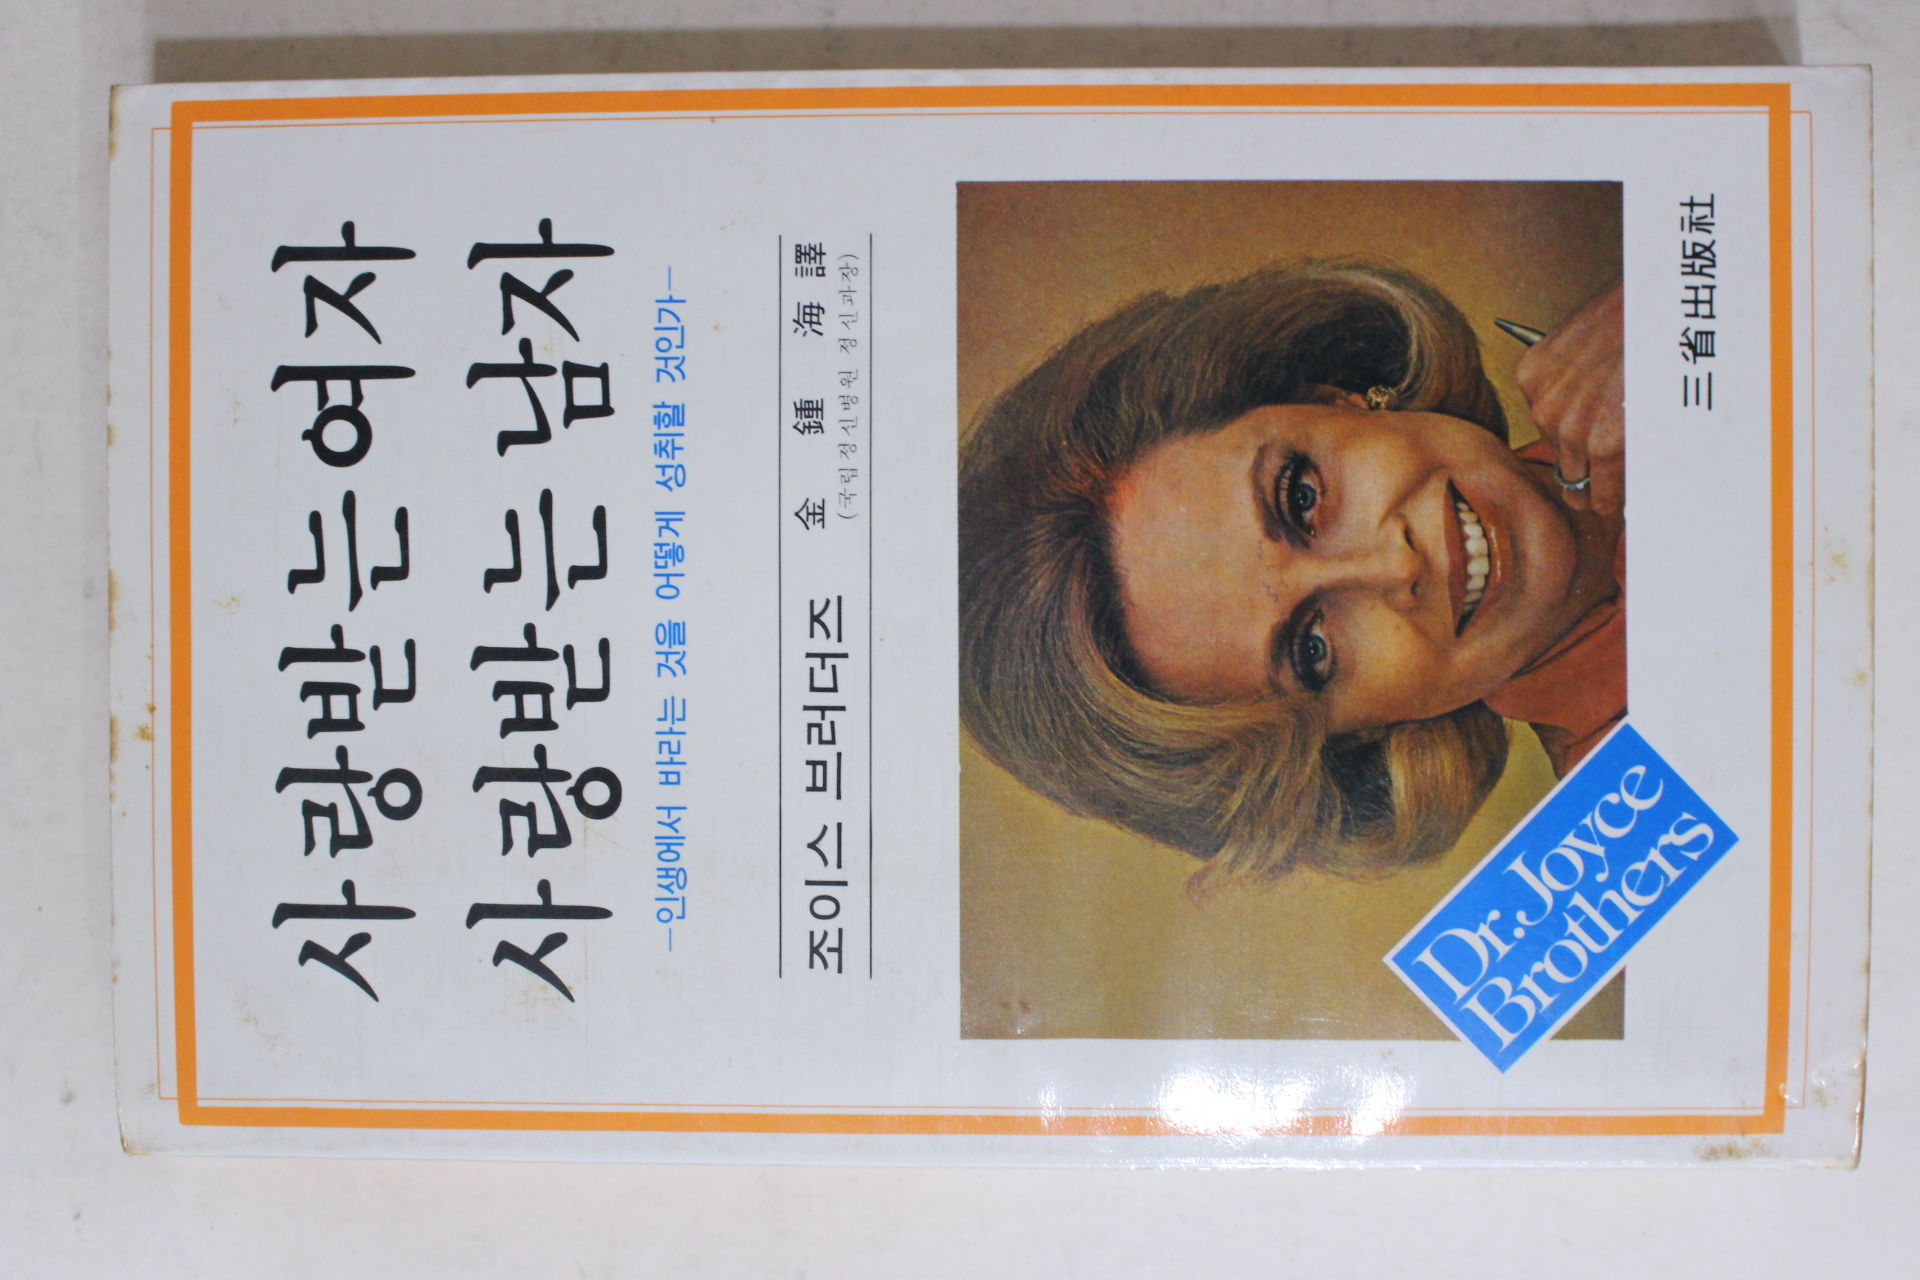 사랑받는 여자
사랑받는 남자
—인생에서 바라는 것을 어떻게 성취할 것인가—
조이스 브러더즈 金 鍾 海 譯
(국립정신병원 정신과장)
Dr. Joyce
Brothers
三省出版社